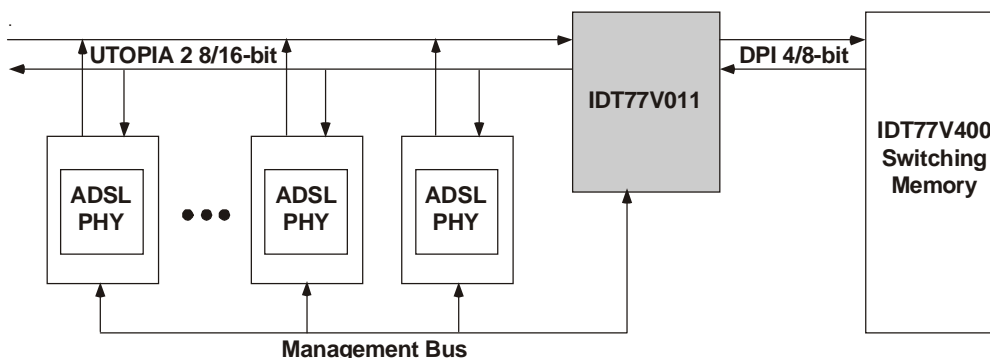 UTOPIA 2 8/16-bit
DPI 4/8-bit
IDT77V011
IDT77V400
Switching
Memory
ADSL
PHY
ADSL
PHY
ADSL
PHY
Management Bus